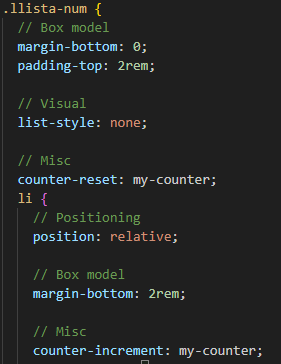 .llista-num {
// Box model
margin-bottom: 0;
padding-top: 2rem;
// Visual
list-style: none;
// Misc
counter-reset: my-counter;
li {
// Positioning
position: relative;
// Box model
margin-bottom: 2rem;
// Misc
counter-increment: my-counter;